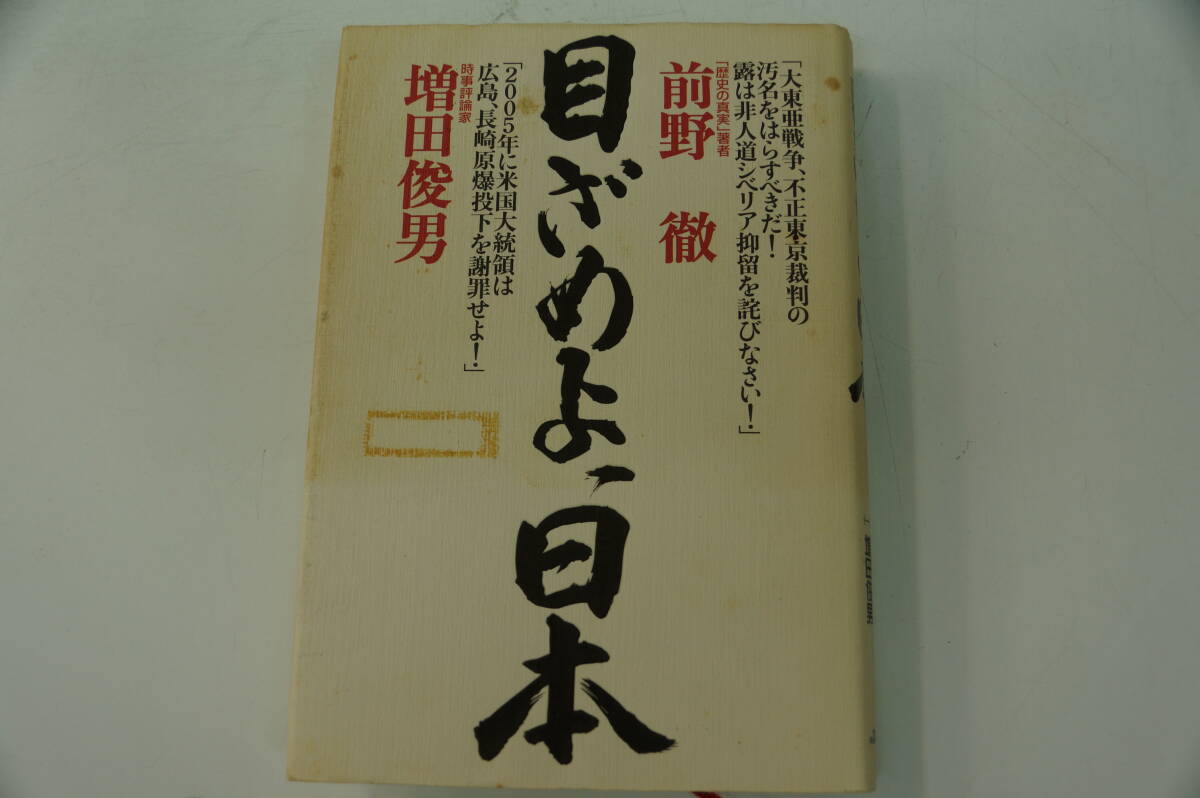 「大東亜戦争、不正東京裁判の
汚名をはらすべきだ！
露は非人道シベリア抑留を詫びなさい！」
「歴史の真実」著者
前野 徹
目ざめよ、日本
「2005年に米国大統領は
広島、長崎原爆投下を謝罪せよ！」
時事評論家
増田俊男